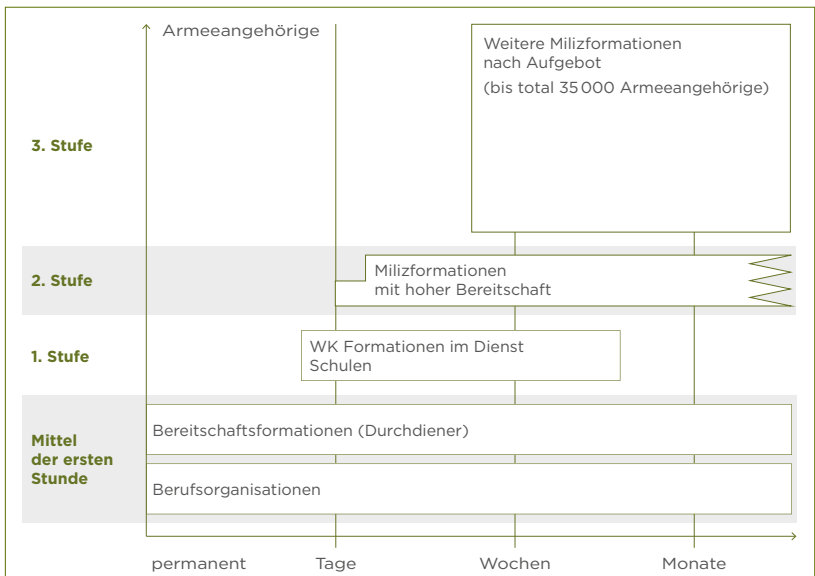 Armeeangehörige
3. Stufe
Weitere Milizformationen
nach Aufgebot
(bis total 35 000 Armeeangehörige)
2. Stufe
Milizformationen
mit hoher Bereitschaft
1. Stufe
WK Formationen im Dienst
Schulen
Mittel
der ersten
Stunde
Bereitschaftsformationen (Durchdiener)
Berufsorganisationen
permanent
Tage
Wochen
Monate